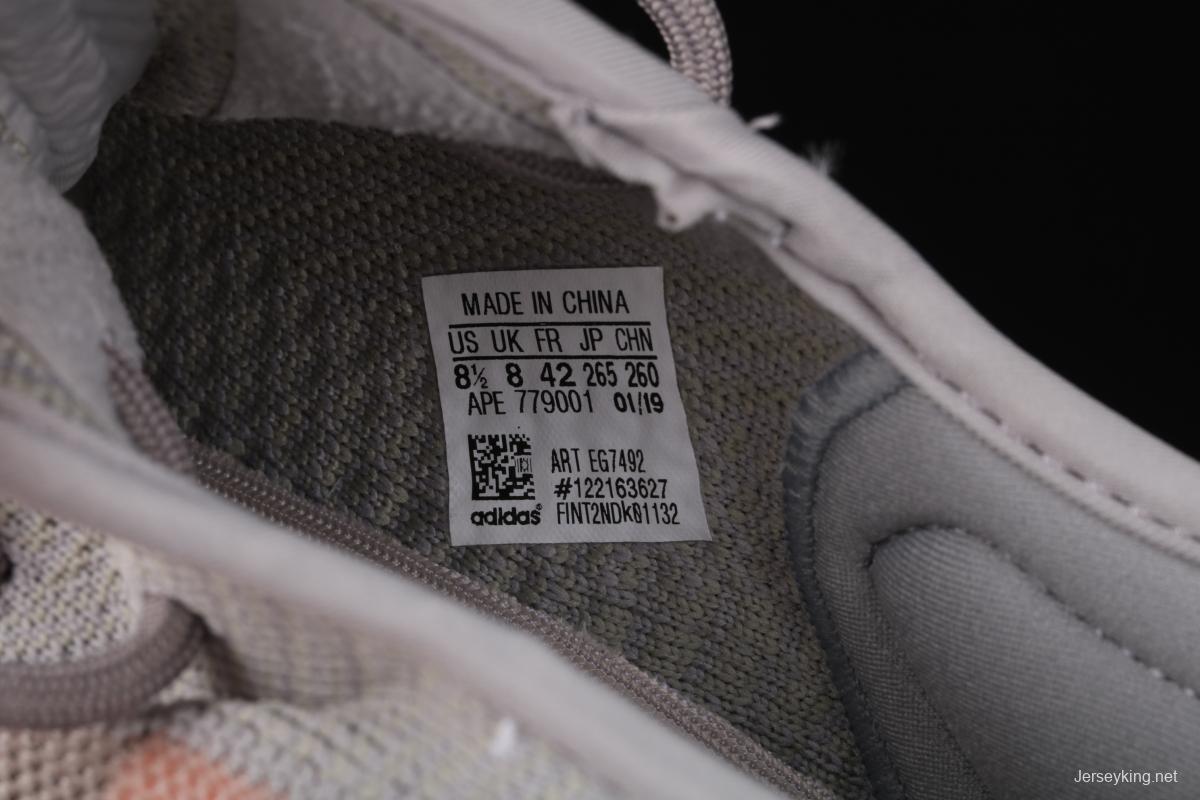 MADE IN CHINA
US UK FR JP CHN
8½ 8 42 265 260
APE 779001 01/19
ART EG7492
#122163627
adidas® FINT2NDK01132
Jerseyking.net